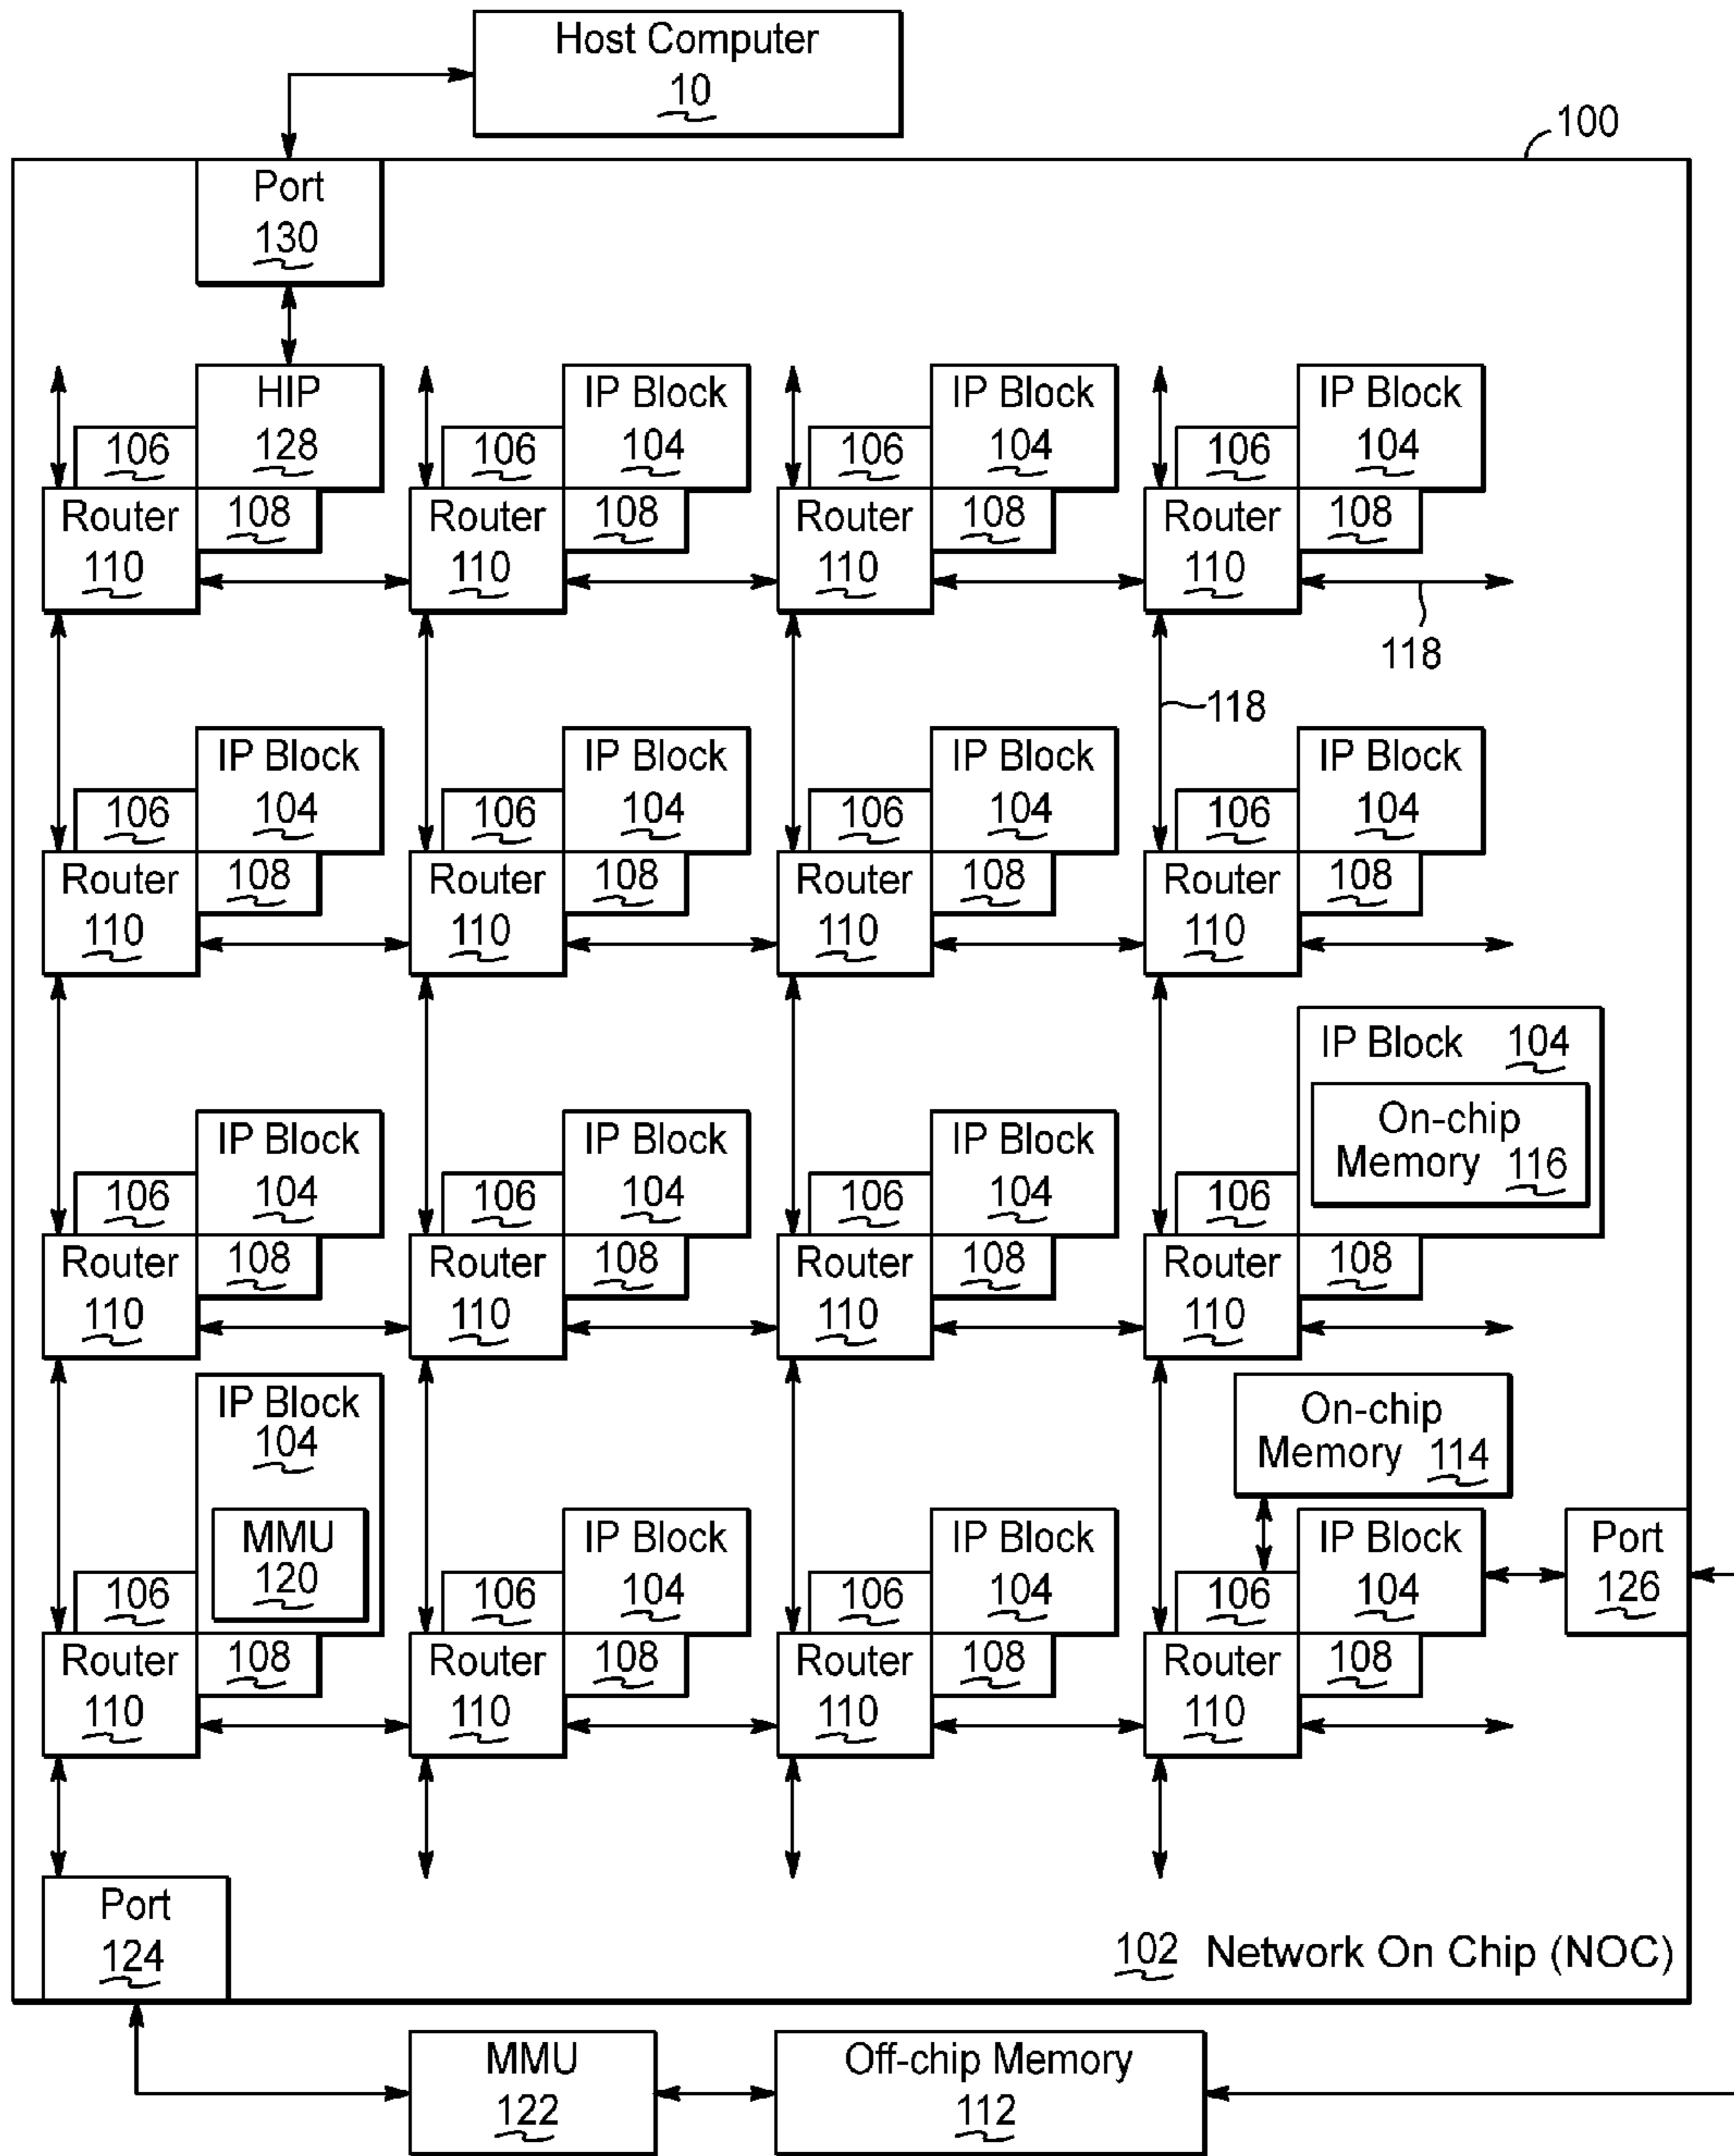 Host Computer
10
100
Port
130
HIP
128
106
Router
110
108
IP Block
104
106
Router
110
108
IP Block
104
106
Router
110
108
IP Block
104
106
Router
110
108
118
118
IP Block
104
106
Router
110
108
IP Block
104
106
Router
110
108
IP Block
104
106
Router
110
108
IP Block
104
106
Router
110
108
IP Block
104
106
Router
110
108
IP Block
104
106
Router
110
108
IP Block
104
106
Router
110
108
IP Block 104
On-chip
Memory 116
106
Router
110
108
IP Block
104
MMU
120
106
Router
110
108
IP Block
104
106
Router
110
108
IP Block
104
106
Router
110
108
On-chip
Memory 114
IP Block
104
106
Router
110
108
Port
126
Port
124
102 Network On Chip (NOC)
MMU
122
Off-chip Memory
112